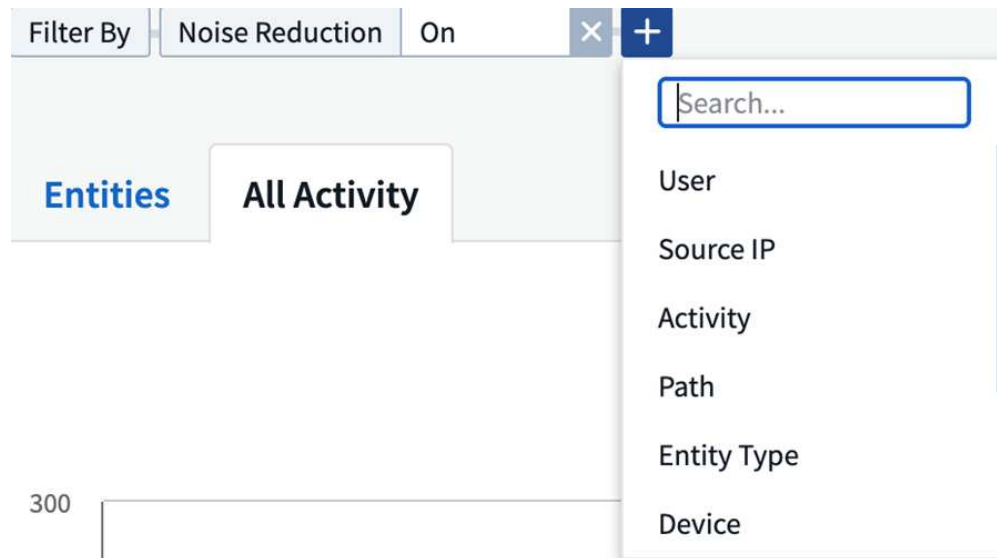 Filter By Noise Reduction On × +
Search...
Entities All Activity
User
Source IP
Activity
Path
Entity Type
Device
300